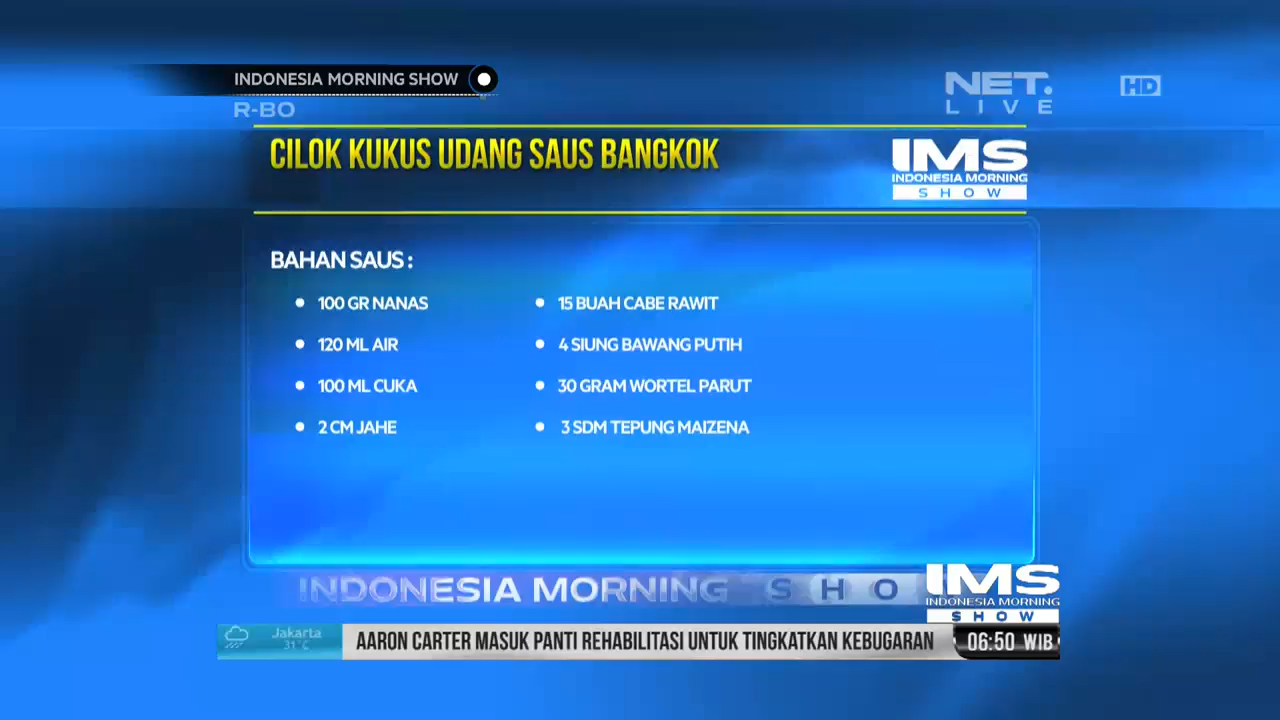 INDONESIA MORNING SHOW
R-BO
NET.
LIVE
HD
CILOK KUKUS UDANG SAUS BANGKOK
IMS
INDONESIA MORNING
SHOW
BAHAN SAUS :
100 GR NANAS
120 ML AIR
100 ML CUKA
2 CM JAHE
15 BUAH CABE RAWIT
4 SIUNG BAWANG PUTIH
30 GRAM WORTEL PARUT
3 SDM TEPUNG MAIZENA
INDONESIA MORNING SHO
IMS
INDONESIA MORNING
SHOW
Jakarta
31°C
AARON CARTER MASUK PANTI REHABILITASI UNTUK TINGKATKAN KEBUGARAN
06:50 WIB